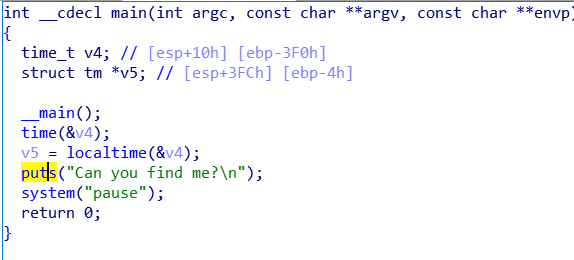 int __cdecl main(int argc, const char **argv, const char **envp)
{
  time_t v4; // [esp+10h] [ebp-3F0h]
  struct tm *v5; // [esp+3FCh] [ebp-4h]

  __main();
  time(&v4);
  v5 = localtime(&v4);
  puts("Can you find me?\n");
  system("pause");
  return 0;
}